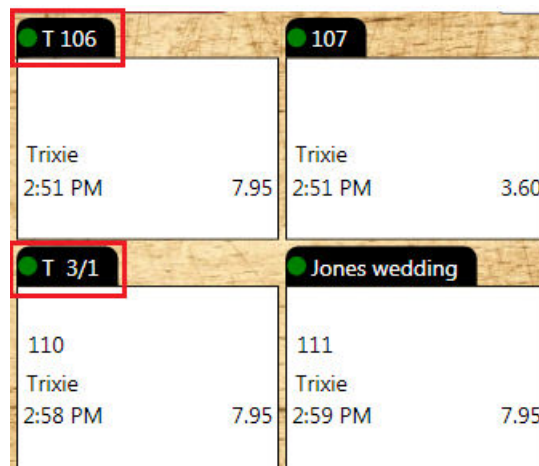 T 106
107
Trixie
2:51 PM 7.95
Trixie
2:51 PM 3.60
T 3/1
Jones wedding
110
Trixie
2:58 PM 7.95
111
Trixie
2:59 PM 7.95